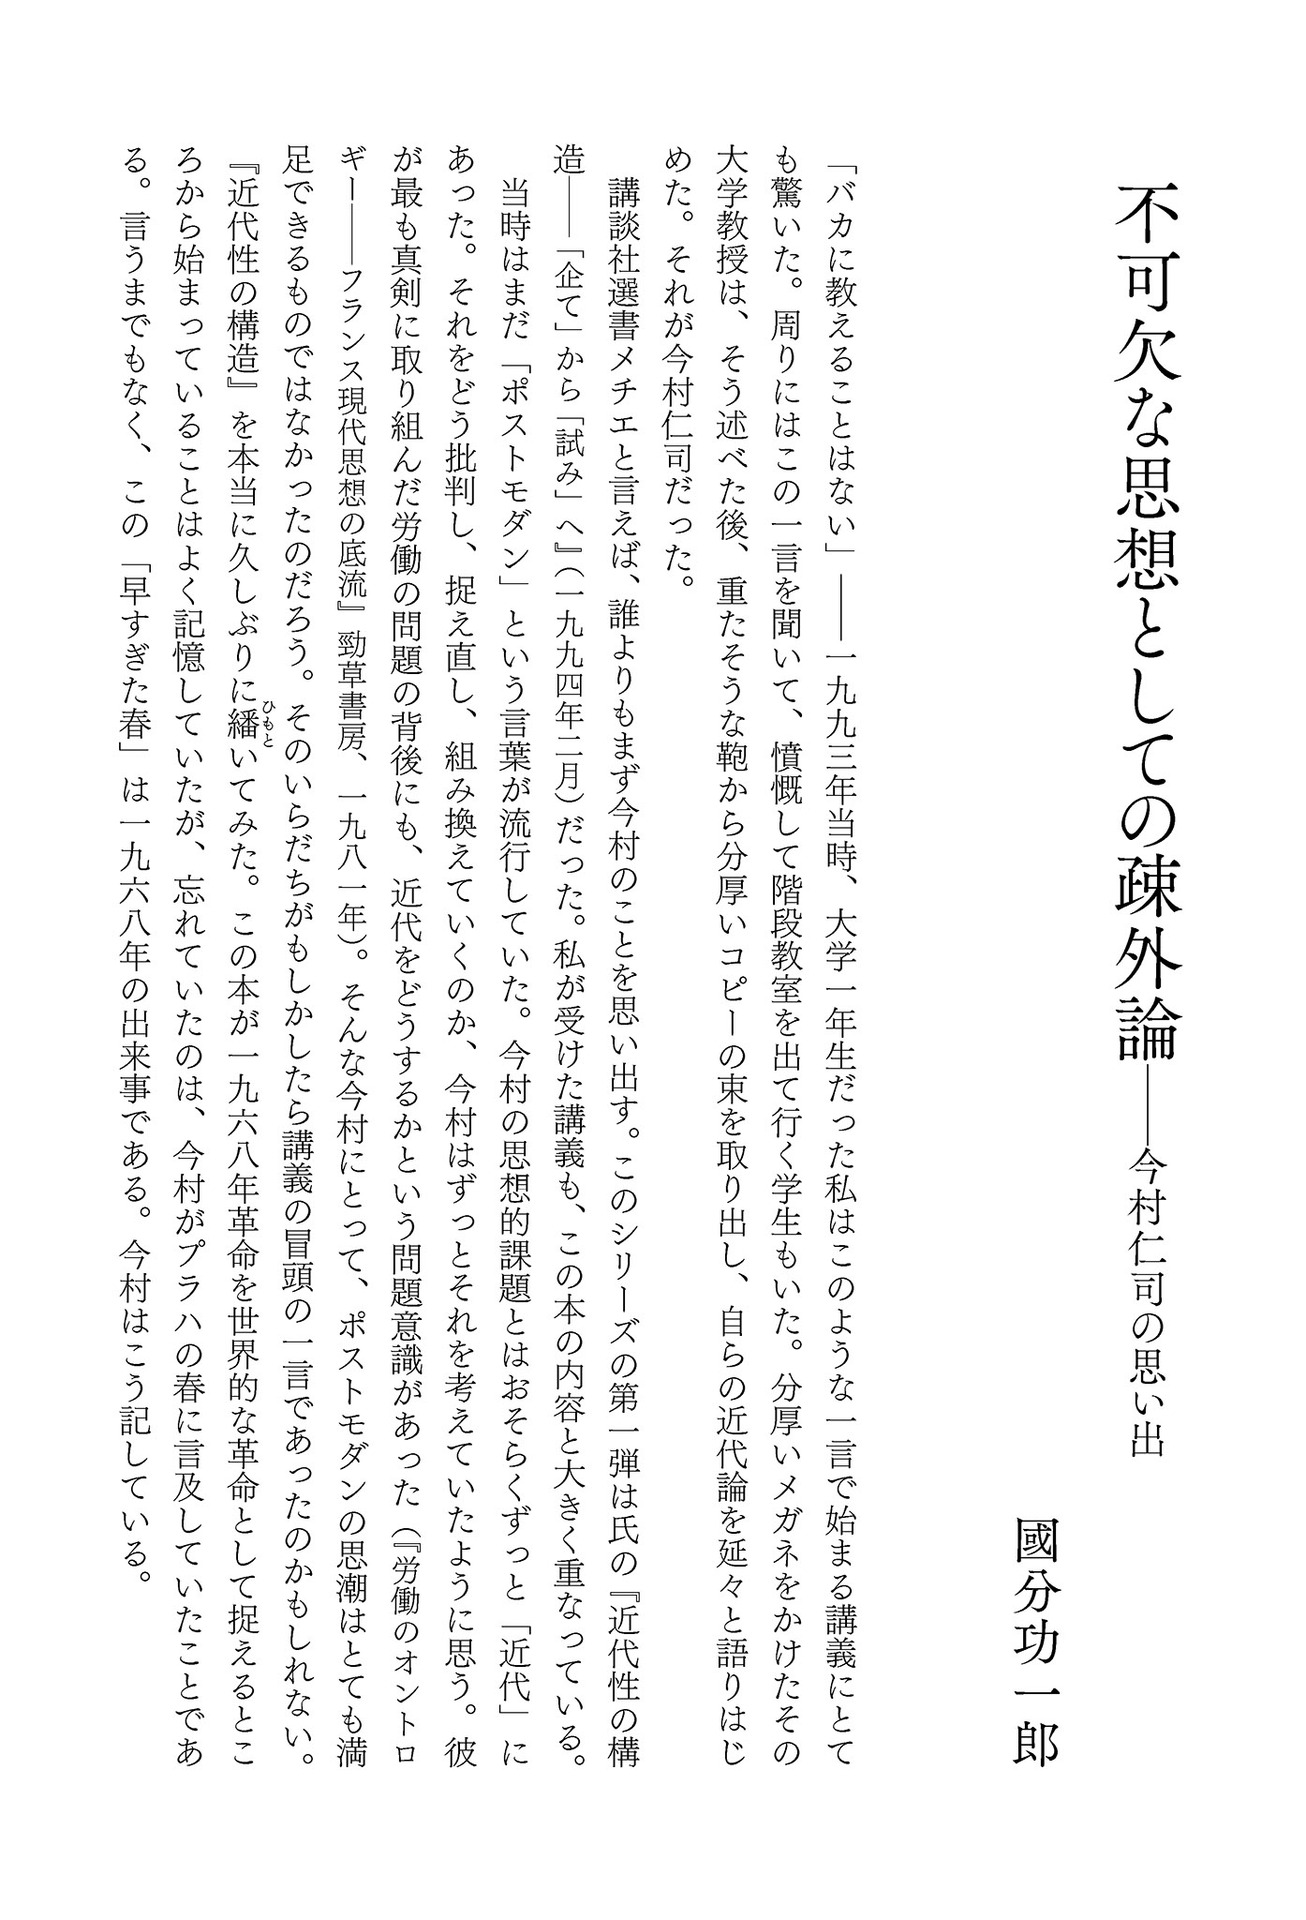 不可欠な思想としての疎外論――今村仁司の思い出
國分功一郎
「バカに教えることはない」――一九九三年当時、大学一年生だった私はこのような一言で始まる講義にとて
も驚いた。周りにはこの一言を聞いて、憤慨して階段教室を出て行く学生もいた。分厚いメガネをかけたその
大学教授は、そう述べた後、重たそうな鞄から分厚いコピーの束を取り出し、自らの近代論を延々と語りはじ
めた。それが今村仁司だった。
　講談社選書メチエと言えば、誰よりもまず今村のことを思い出す。このシリーズの第一弾は氏の『近代性の構
造――「企て」から「試み」へ』（一九九四年二月）だった。私が受けた講義も、この本の内容と大きく重なっている。
　当時はまだ「ポストモダン」という言葉が流行していた。今村の思想的課題とはおそらくずっと「近代」に
あった。それをどう批判し、捉え直し、組み換えていくのか、今村はずっとそれを考えていたように思う。彼
が最も真剣に取り組んだ労働の問題の背後にも、近代をどうするかという問題意識があった（『労働のオントロ
ギー――フランス現代思想の底流』勁草書房、一九八一年）。そんな今村にとって、ポストモダンの思潮はとても満
足できるものではなかったのだろう。そのいらだちがもしかしたら講義の冒頭の一言であったのかもしれない。
『近代性の構造』を本当に久しぶりに繙いてみた。この本が一九六八年革命を世界的な革命として捉えるとこ
ひもと
ろから始まっていることはよく記憶していたが、忘れていたのは、今村がプラハの春に言及していたことであ
る。言うまでもなく、この「早すぎた春」は一九六八年の出来事である。今村はこう記している。